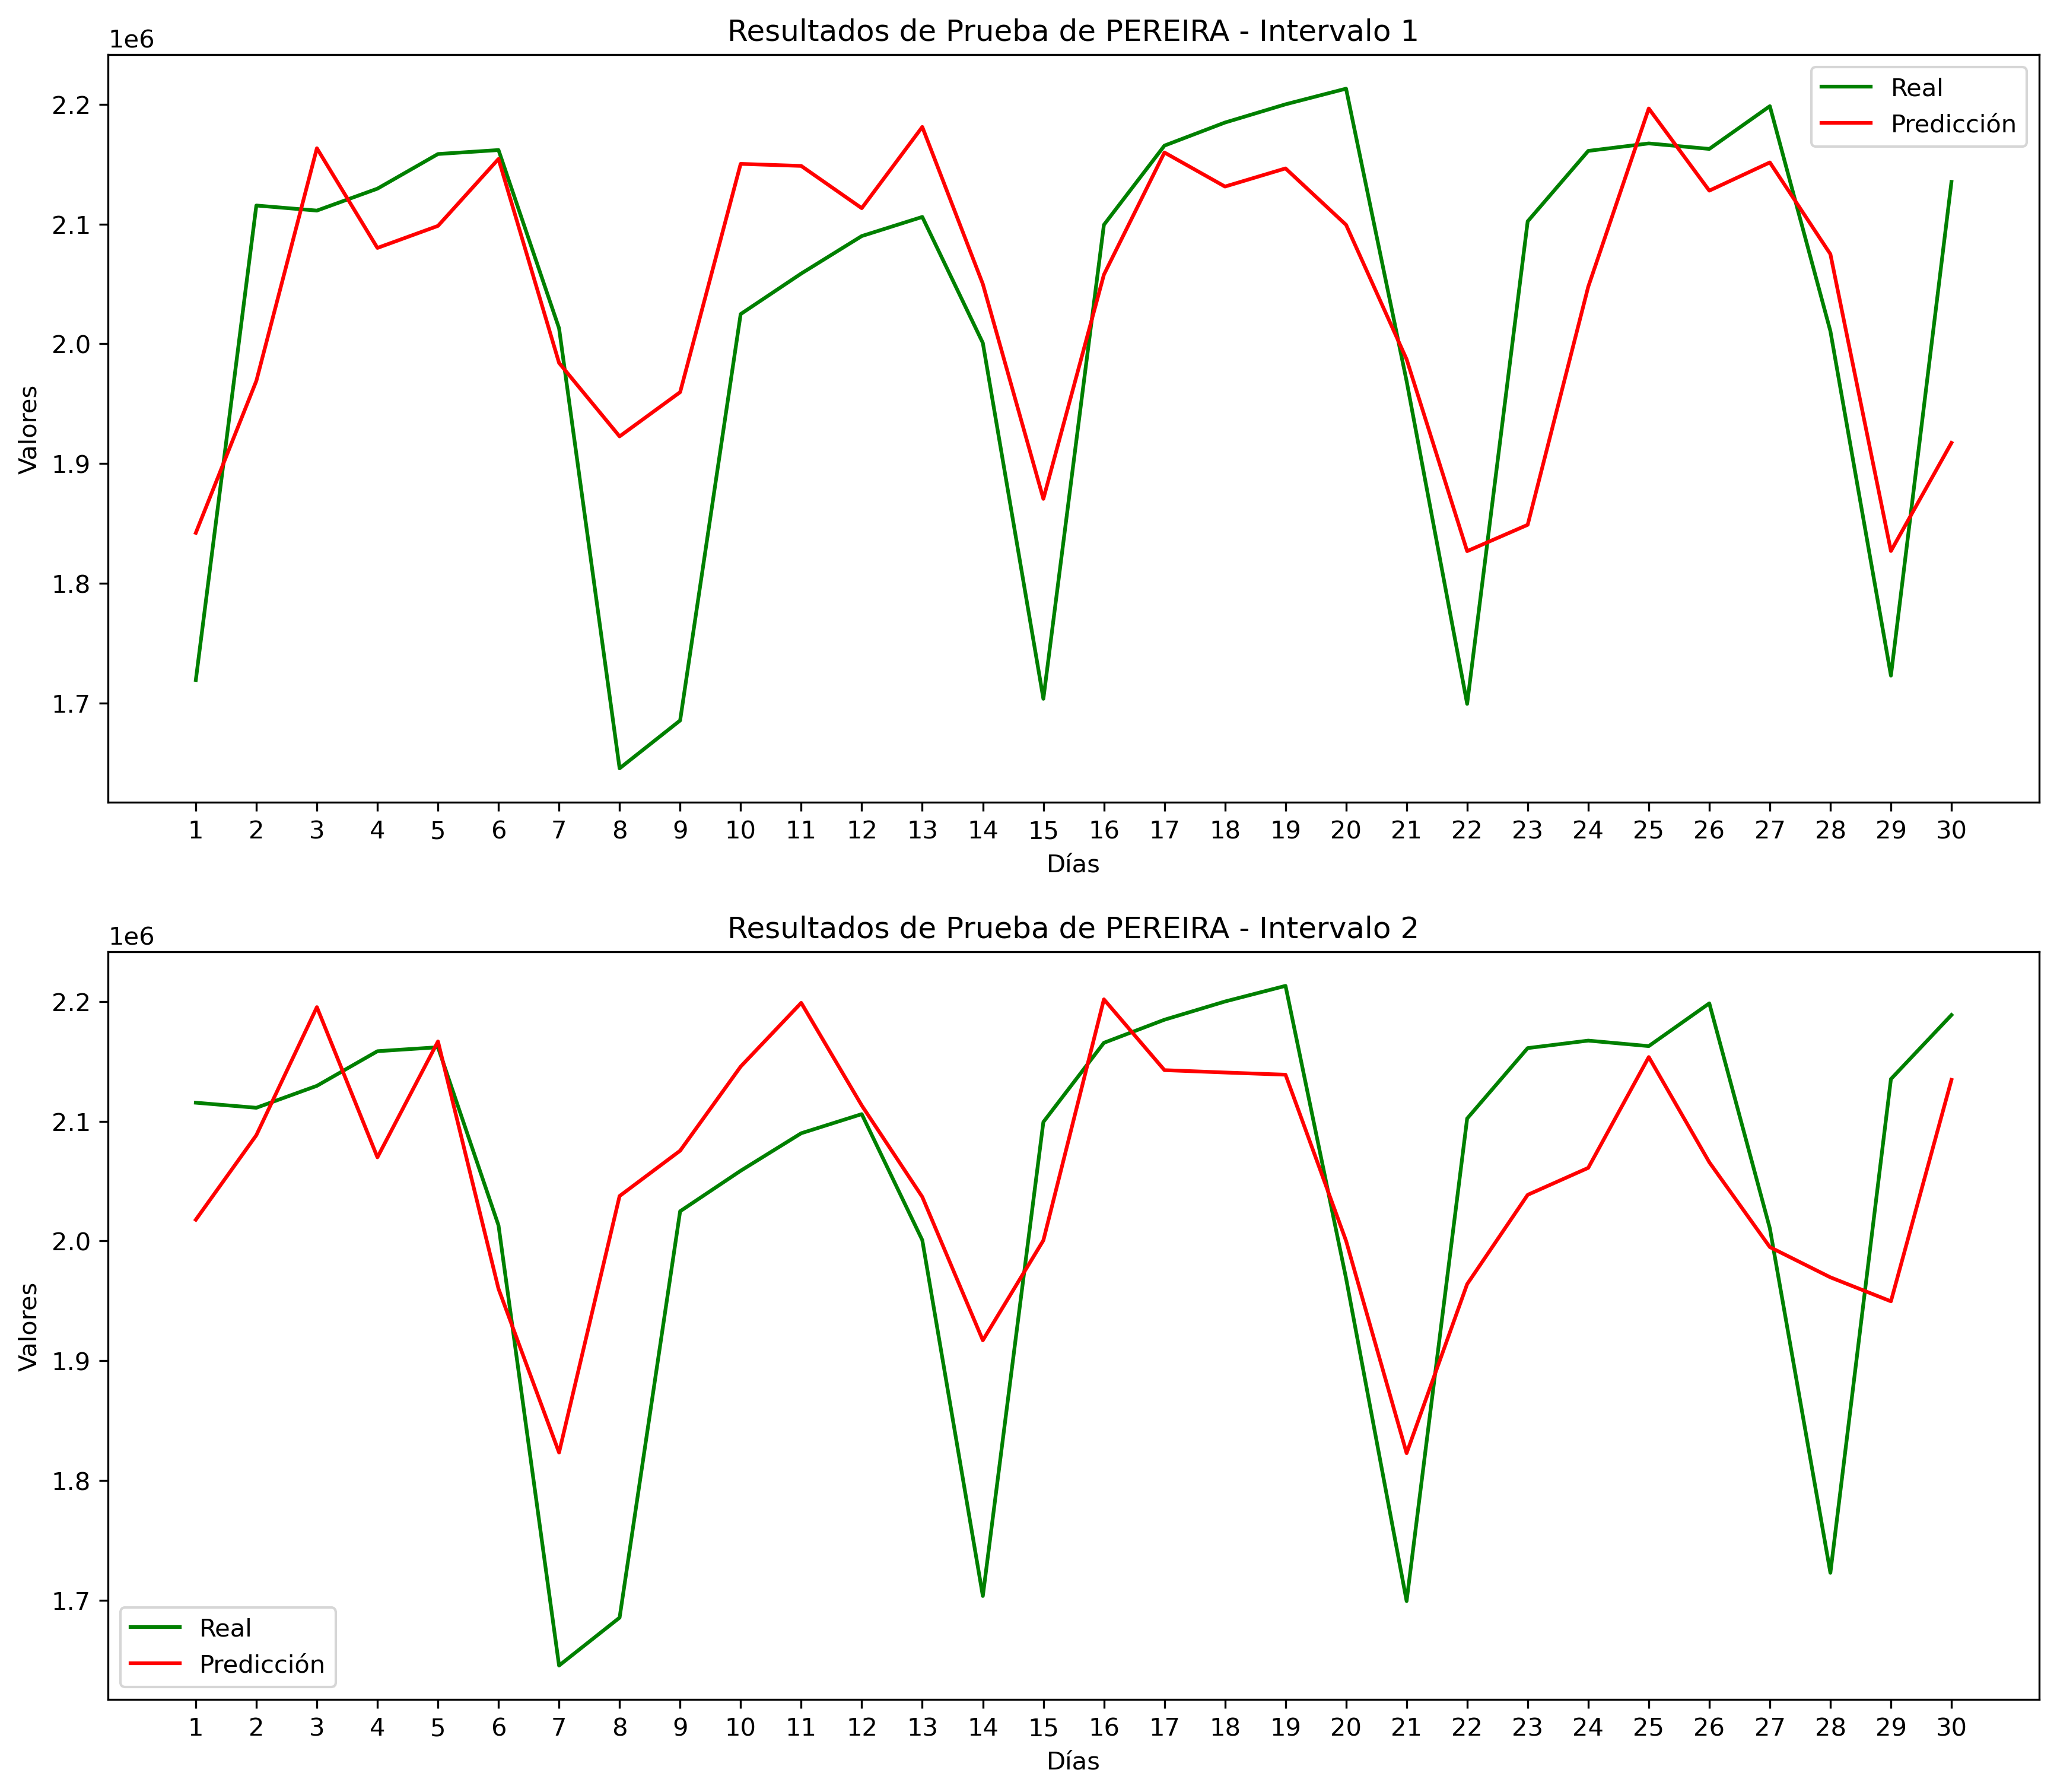 Resultados de Prueba de PEREIRA - Intervalo 1
1e6
Real
Predicción
2.2
2.1
2.0
1.9
1.8
1.7
Valores
1 2 3 4 5 6 7 8 9 10 11 12 13 14 15 16 17 18 19 20 21 22 23 24 25 26 27 28 29 30
Días
Resultados de Prueba de PEREIRA - Intervalo 2
1e6
2.2
2.1
2.0
1.9
1.8
1.7
Valores
Real
Predicción
1 2 3 4 5 6 7 8 9 10 11 12 13 14 15 16 17 18 19 20 21 22 23 24 25 26 27 28 29 30
Días